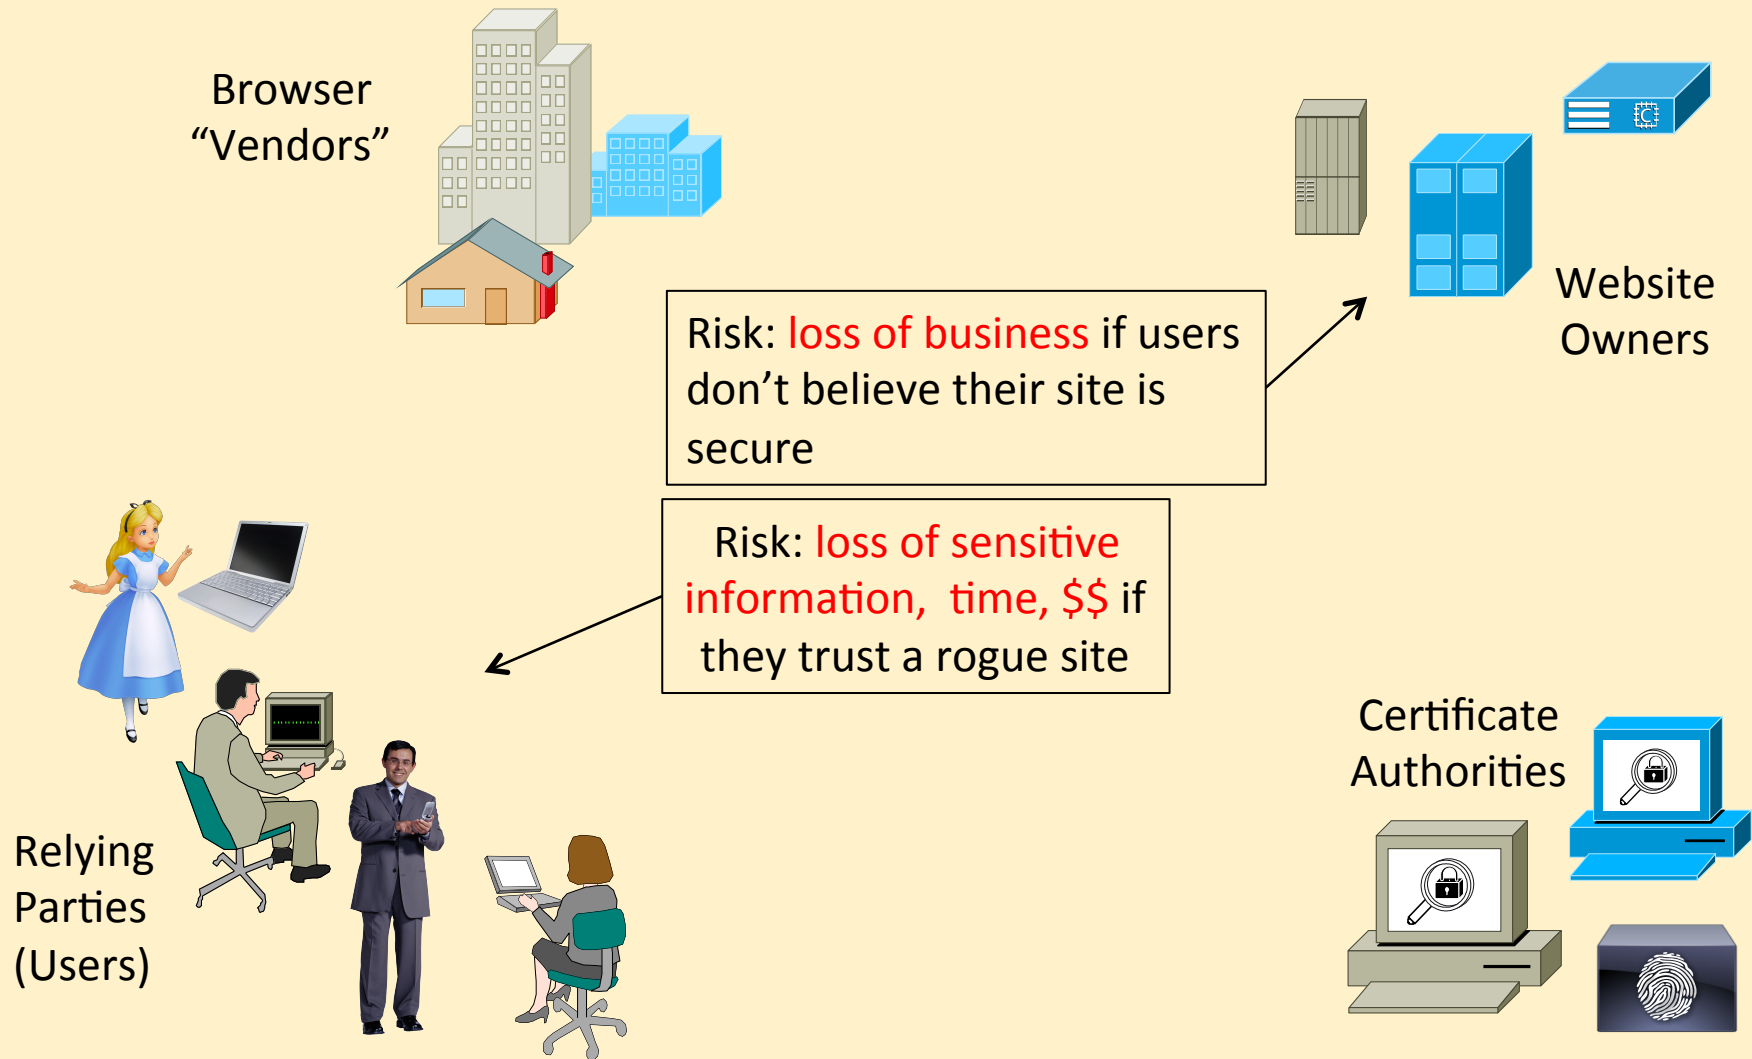 Browser
“Vendors”
Website
Owners
Risk: loss of business if users
don’t believe their site is
secure
Risk: loss of sensitive
information,  time, $$ if
they trust a rogue site
Certificate
Authorities
Relying
Parties
(Users)
C